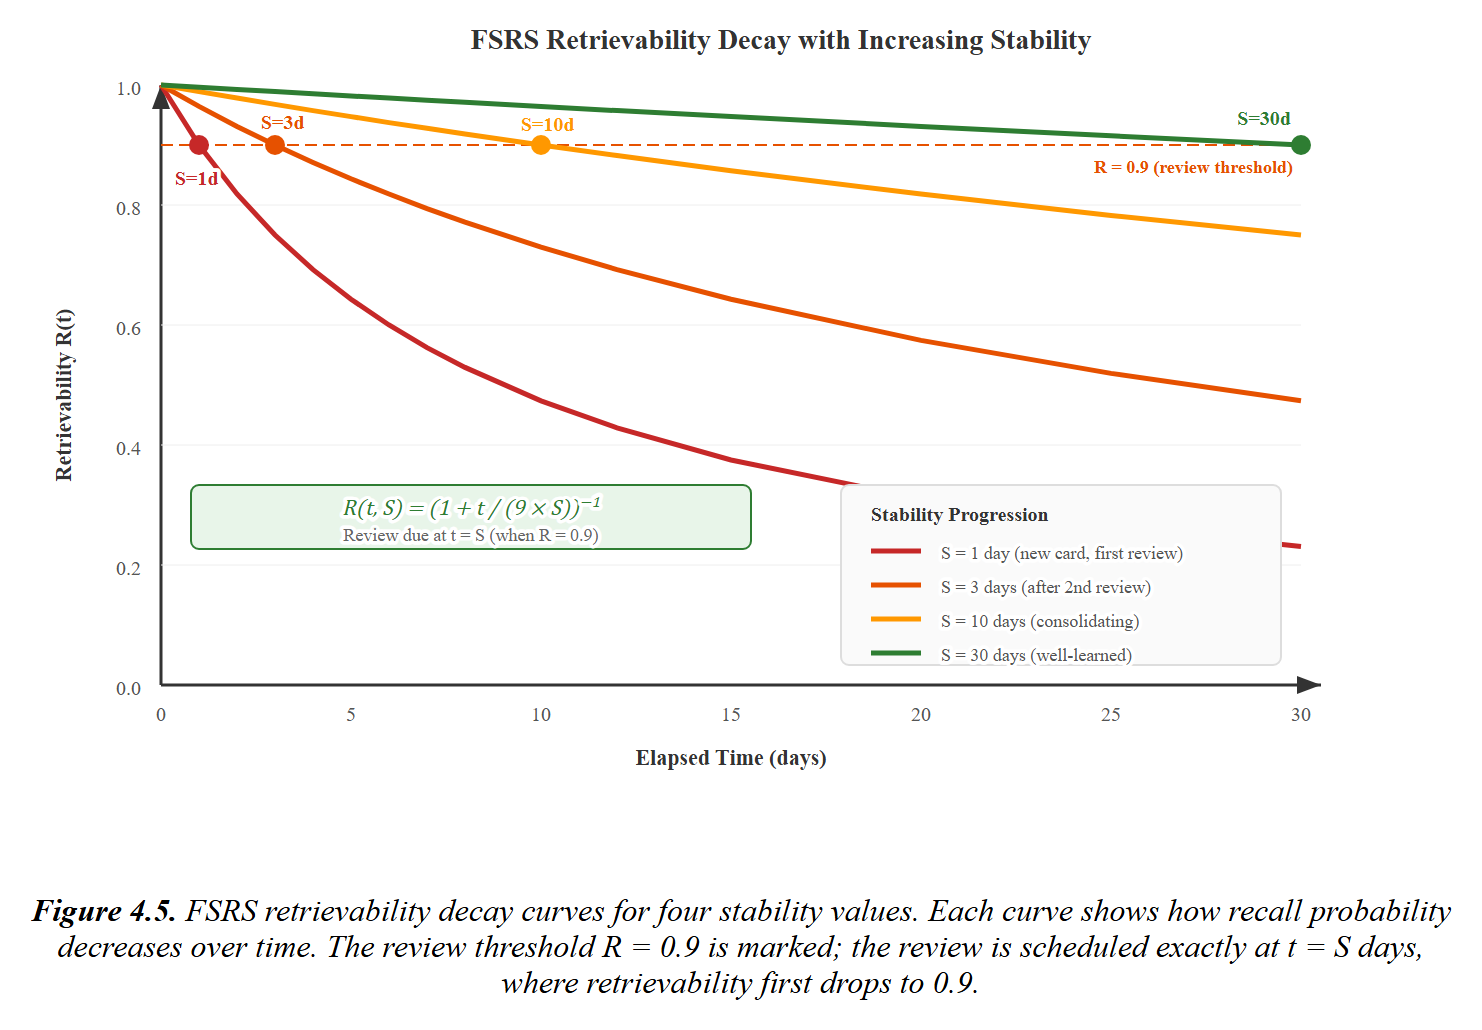 FSRS Retrievability Decay with Increasing Stability
1.0
0.8
0.6
0.4
0.2
0.0
Retrievability R(t)
S=1d
S=3d
S=10d
S=30d
R = 0.9 (review threshold)
R(t, S) = (1 + t / (9 × S))⁻¹
Review due at t = S (when R = 0.9)
Stability Progression
S = 1 day (new card, first review)
S = 3 days (after 2nd review)
S = 10 days (consolidating)
S = 30 days (well-learned)
0 5 10 15 20 25 30
Elapsed Time (days)
Figure 4.5. FSRS retrievability decay curves for four stability values. Each curve shows how recall probability
decreases over time. The review threshold R = 0.9 is marked; the review is scheduled exactly at t = S days,
where retrievability first drops to 0.9.